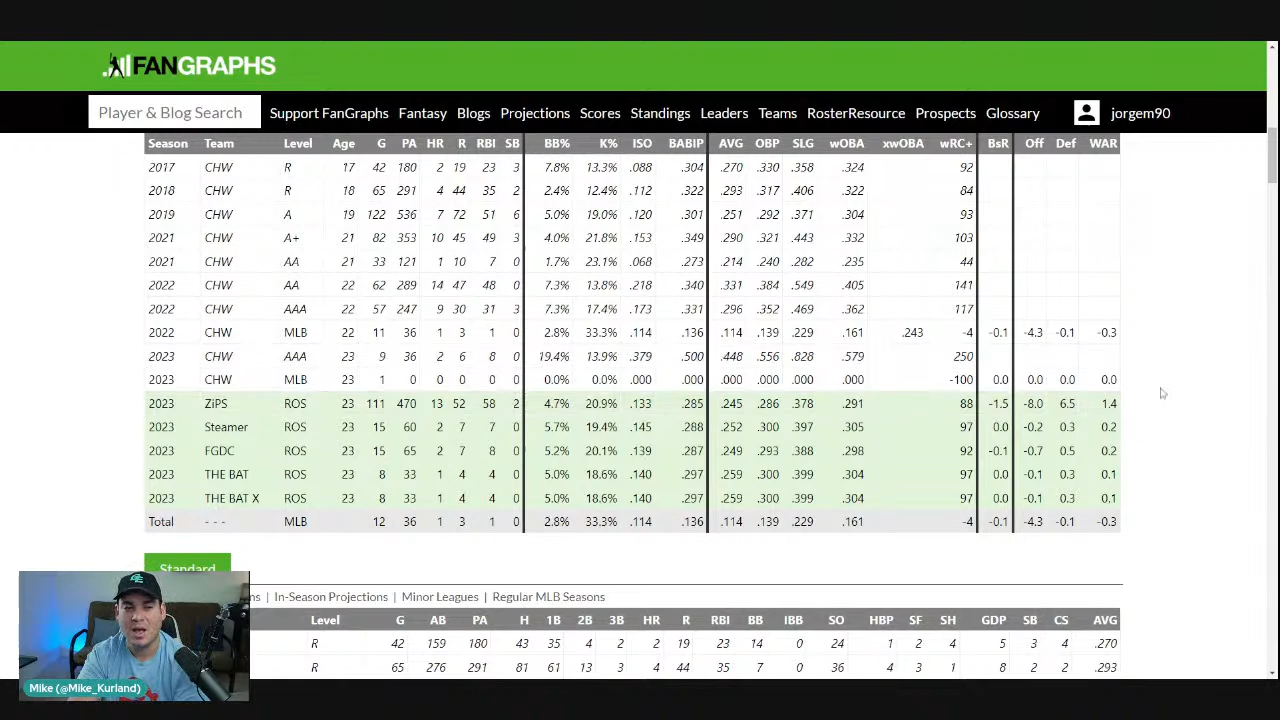 FANGRAPHS
Player & Blog Search Support FanGraphs Fantasy Blogs Projections Scores Standings Leaders Teams RosterResource Prospects Glossary jorgem90
Season Team Level Age G PA HR R RBI SB BB% K% ISO BABIP AVG OBP SLG wOBA xwOBA wRC+ BsR Off Def WAR
2017 CHW R 17 42 180 2 19 23 3 7.8% 13.3% .088 .304 .270 .330 .358 .324 92
2018 CHW R 18 65 291 4 44 35 2 2.4% 12.4% .112 .322 .293 .317 .406 .322 84
2019 CHW A 19 122 536 7 72 51 6 5.0% 19.0% .120 .301 .251 .292 .371 .304 93
2021 CHW A+ 21 82 353 10 45 49 3 4.0% 21.8% .153 .349 .290 .321 .443 .332 103
2021 CHW AA 21 33 121 1 10 7 0 1.7% 23.1% .068 .273 .214 .240 .282 .235 44
2022 CHW AA 22 62 289 14 47 48 0 7.3% 13.8% .218 .340 .331 .384 .549 .405 141
2022 CHW AAA 22 57 247 9 30 31 3 7.3% 17.4% .173 .331 .296 .352 .469 .362 117
2022 CHW MLB 22 11 36 1 3 1 0 2.8% 33.3% .114 .136 .114 .139 .229 .161 .243 -4 -0.1 -4.3 -0.1 -0.3
2023 CHW AAA 23 9 36 2 6 8 0 19.4% 13.9% .379 .500 .448 .556 .828 .579 250
2023 CHW MLB 23 1 0 0 0 0 0 0.0% 0.0% .000 .000 .000 .000 .000 .000 -100 0.0 0.0 0.0 0.0
2023 ZiPS ROS 23 111 470 13 52 58 2 4.7% 20.9% .133 .285 .245 .286 .378 .291 88 -1.5 -8.0 6.5 1.4
2023 Steamer ROS 23 15 60 2 7 7 0 5.7% 19.4% .145 .288 .252 .300 .397 .305 97 0.0 -0.2 0.3 0.2
2023 FGDC ROS 23 15 65 2 7 8 0 5.2% 20.1% .139 .287 .249 .293 .388 .298 92 -0.1 -0.7 0.5 0.2
2023 THE BAT ROS 23 8 33 1 4 4 0 5.0% 18.6% .140 .297 .259 .300 .399 .304 97 0.0 -0.1 0.3 0.1
2023 THE BAT X ROS 23 8 33 1 4 4 0 5.0% 18.6% .140 .297 .259 .300 .399 .304 97 0.0 -0.1 0.3 0.1
Total - - - MLB 12 36 1 3 1 0 2.8% 33.3% .114 .136 .114 .139 .229 .161 -4 -0.1 -4.3 -0.1 -0.3
Standard
| In-Season Projections | Minor Leagues | Regular MLB Seasons
Level G AB PA H 1B 2B 3B HR R RBI BB IBB SO HBP SF SH GDP SB CS AVG
R 42 159 180 43 35 4 2 2 19 23 14 0 24 1 2 4 5 3 4 .270
R 65 276 291 81 61 13 3 4 44 35 7 0 36 4 3 1 8 2 2 .293
Mike (@Mike_Kurland)